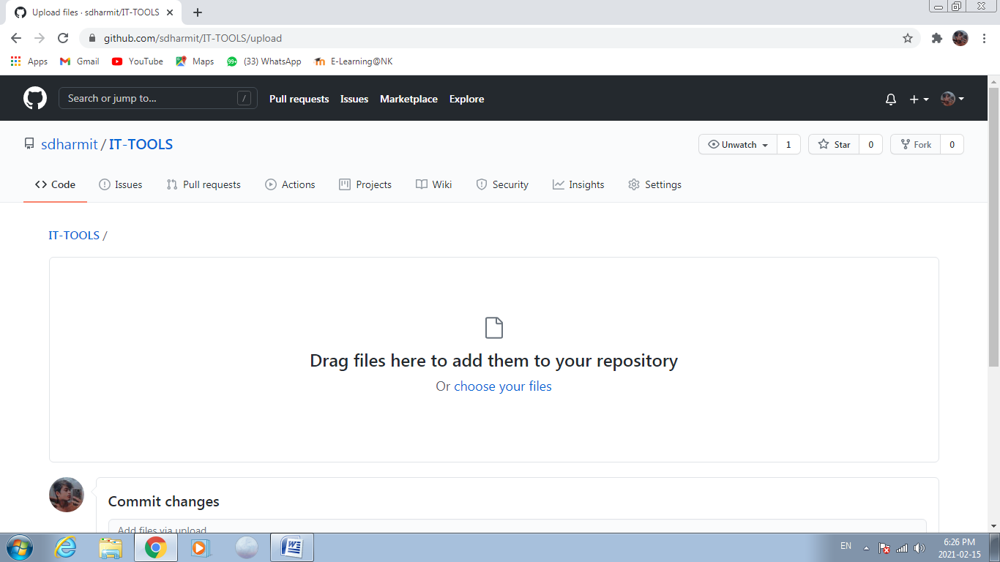 Upload files · sdharmit/IT-TOOLS
github.com/sdharmit/IT-TOOLS/upload
Apps Gmail YouTube Maps 99+ (33) WhatsApp E-Learning@NK
Search or jump to... / Pull requests Issues Marketplace Explore
sdharmit / IT-TOOLS Unwatch 1 Star 0 Fork 0
Code Issues Pull requests Actions Projects Wiki Security Insights Settings
IT-TOOLS /
Drag files here to add them to your repository
Or choose your files
Commit changes
Add files via upload
EN 6:26 PM
2021-02-15